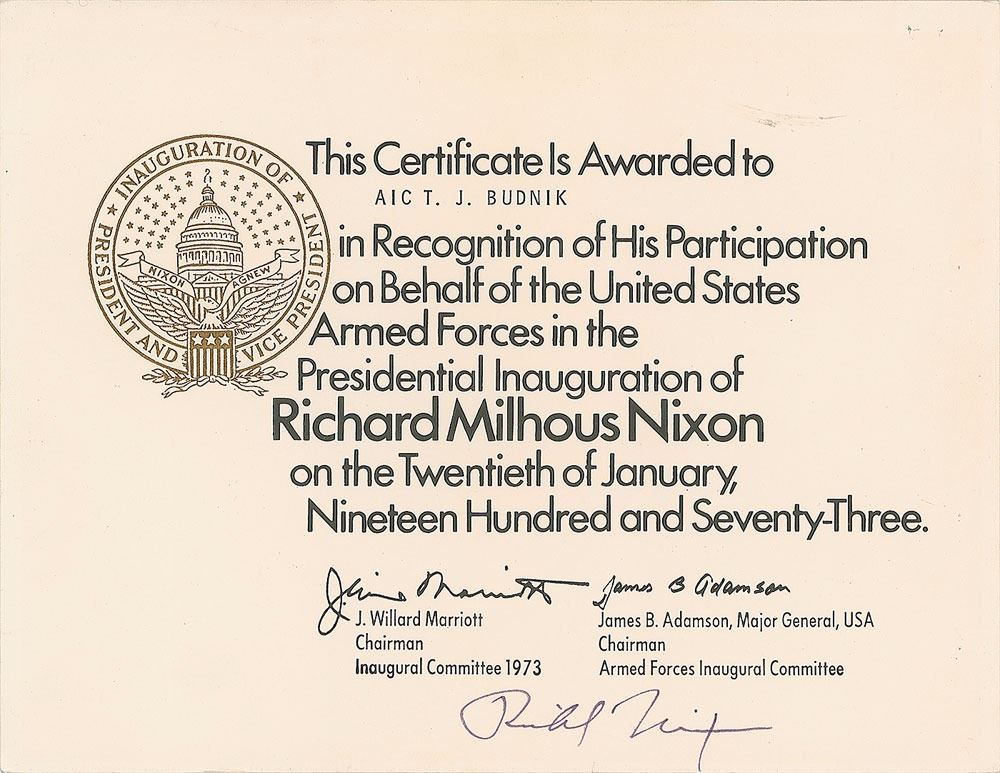 INAUGURATION OF
PRESIDENT AND VICE PRESIDENT
NIXON AGNEW
This Certificate Is Awarded to
AIC T. J. BUDNIK
in Recognition of His Participation
on Behalf of the United States
Armed Forces in the
Presidential Inauguration of
Richard Milhous Nixon
on the Twentieth of January,
Nineteen Hundred and Seventy-Three.
J. Willard Marriott James B Adamson
J. Willard Marriott James B. Adamson, Major General, USA
Chairman Chairman
Inaugural Committee 1973 Armed Forces Inaugural Committee
Richard Nixon